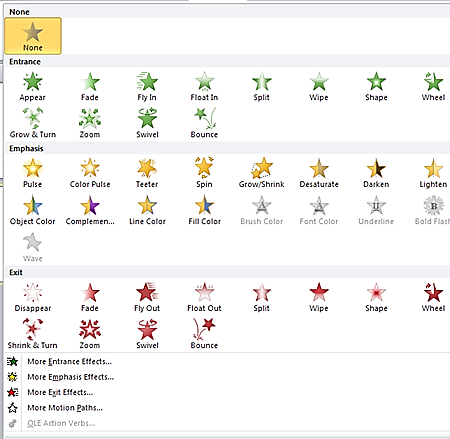 None
None
Entrance
Appear Fade Fly In Float In Split Wipe Shape Wheel
Grow & Turn Zoom Swivel Bounce
Emphasis
Pulse Color Pulse Teeter Spin Grow/Shrink Desaturate Darken Lighten
Object Color Complemen... Line Color Fill Color Brush Color Font Color Underline Bold Flas
Wave
Exit
Disappear Fade Fly Out Float Out Split Wipe Shape Wheel
Shrink & Turn Zoom Swivel Bounce
More Entrance Effects...
More Emphasis Effects...
More Exit Effects...
More Motion Paths...
OLE Action Verbs...